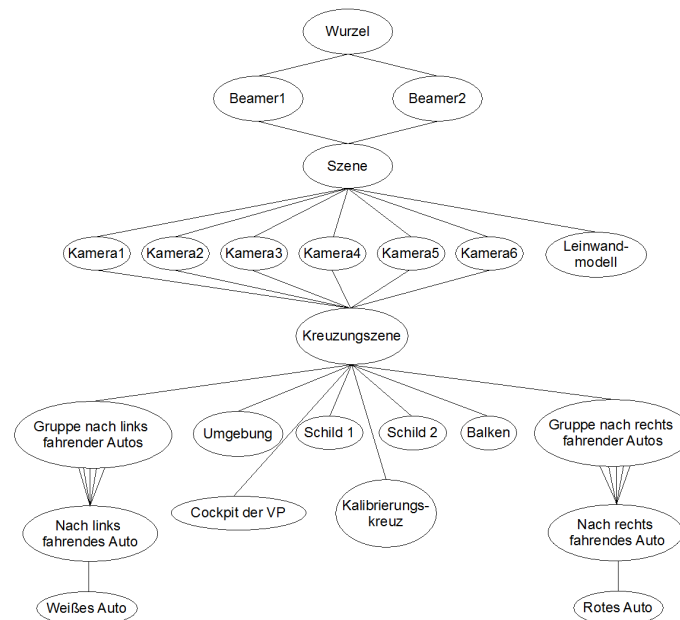 Wurzel
Beamer1
Beamer2
Szene
Kamera1
Kamera2
Kamera3
Kamera4
Kamera5
Kamera6
Leinwand-
modell
Kreuzungszene
Gruppe nach links
fahrender Autos
Umgebung
Schild 1
Schild 2
Balken
Gruppe nach rechts
fahrender Autos
Cockpit der VP
Kalibrierungs-
kreuz
Nach links
fahrendes Auto
Nach rechts
fahrendes Auto
Weißes Auto
Rotes Auto